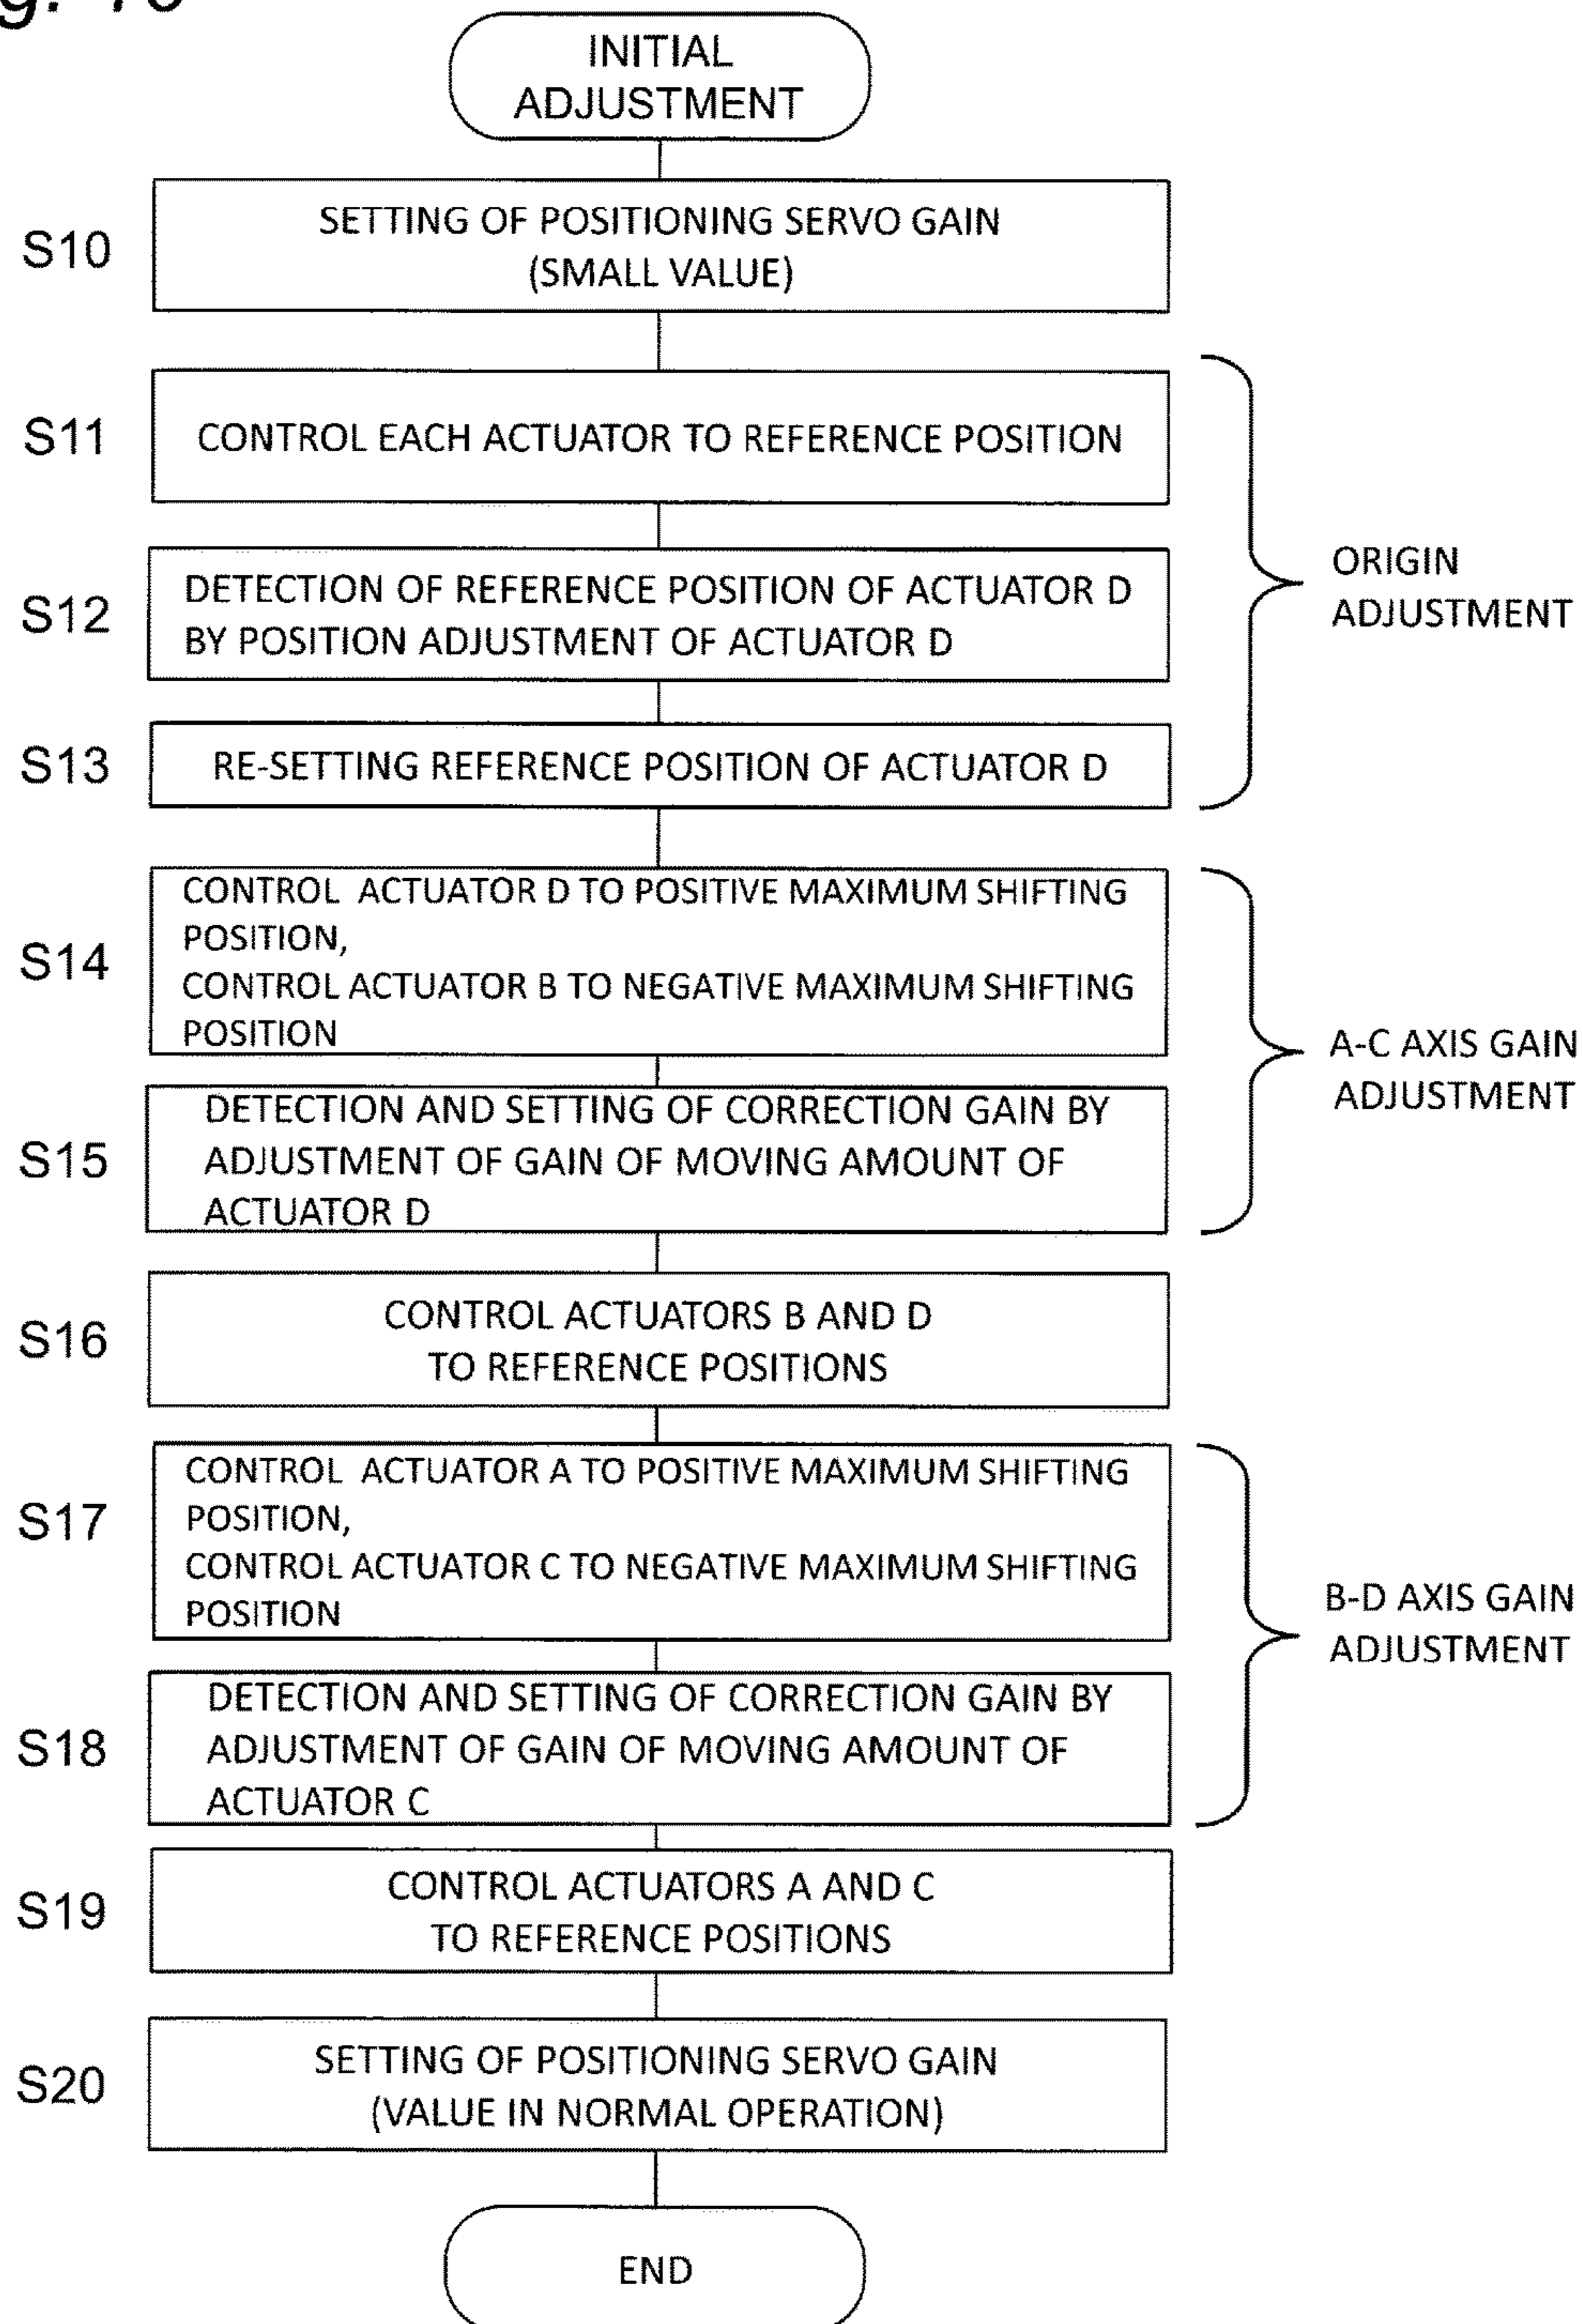 INITIAL
ADJUSTMENT
S10
SETTING OF POSITIONING SERVO GAIN
(SMALL VALUE)
S11
CONTROL EACH ACTUATOR TO REFERENCE POSITION
S12
DETECTION OF REFERENCE POSITION OF ACTUATOR D
BY POSITION ADJUSTMENT OF ACTUATOR D
S13
RE-SETTING REFERENCE POSITION OF ACTUATOR D
ORIGIN
ADJUSTMENT
S14
CONTROL ACTUATOR D TO POSITIVE MAXIMUM SHIFTING
POSITION,
CONTROL ACTUATOR B TO NEGATIVE MAXIMUM SHIFTING
POSITION
S15
DETECTION AND SETTING OF CORRECTION GAIN BY
ADJUSTMENT OF GAIN OF MOVING AMOUNT OF
ACTUATOR D
A-C AXIS GAIN
ADJUSTMENT
S16
CONTROL ACTUATORS B AND D
TO REFERENCE POSITIONS
S17
CONTROL ACTUATOR A TO POSITIVE MAXIMUM SHIFTING
POSITION,
CONTROL ACTUATOR C TO NEGATIVE MAXIMUM SHIFTING
POSITION
S18
DETECTION AND SETTING OF CORRECTION GAIN BY
ADJUSTMENT OF GAIN OF MOVING AMOUNT OF
ACTUATOR C
B-D AXIS GAIN
ADJUSTMENT
S19
CONTROL ACTUATORS A AND C
TO REFERENCE POSITIONS
S20
SETTING OF POSITIONING SERVO GAIN
(VALUE IN NORMAL OPERATION)
END